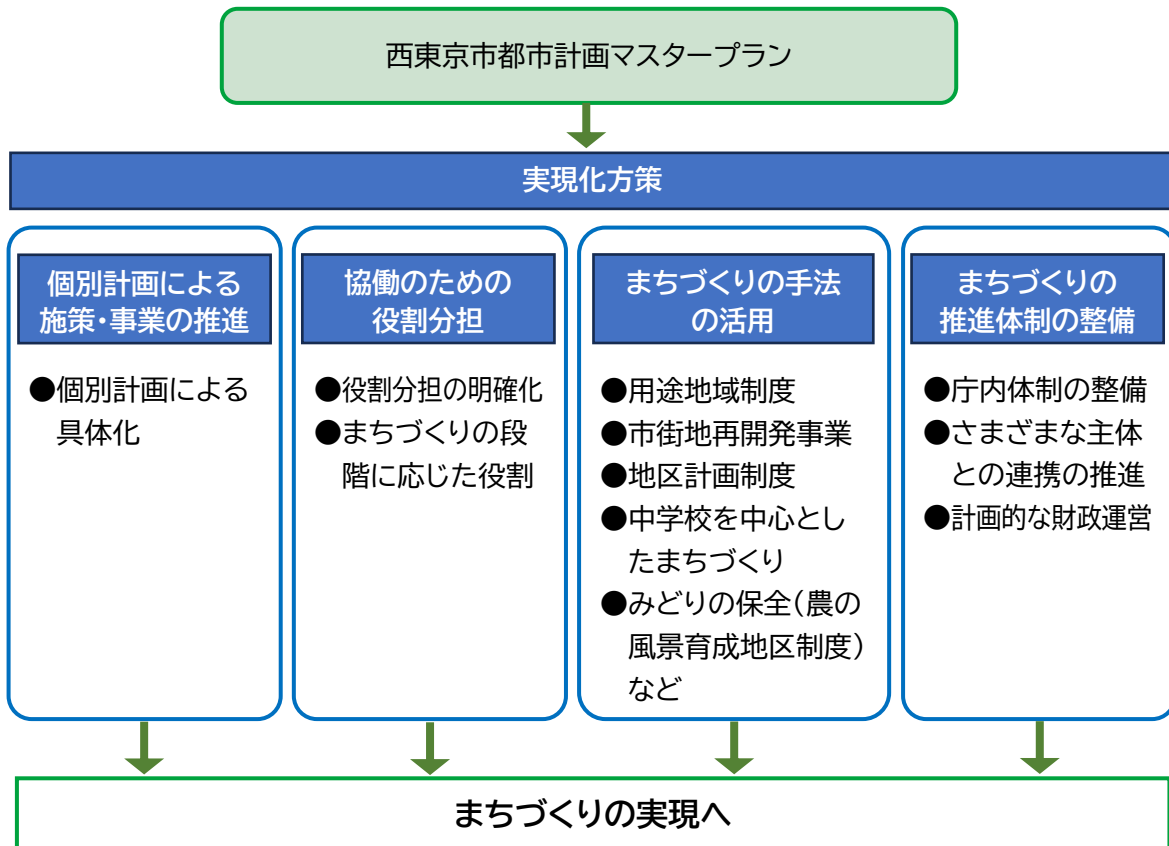 西東京市都市計画マスタープラン
実現化方策
個別計画による
施策・事業の推進
●個別計画による
具体化
協働のための
役割分担
●役割分担の明確化
●まちづくりの段
階に応じた役割
まちづくりの手法
の活用
●用途地域制度
●市街地再開発事業
●地区計画制度
●中学校を中心とし
たまちづくり
●みどりの保全(農の
風景育成地区制度)
など
まちづくりの
推進体制の整備
●庁内体制の整備
●さまざまな主体
との連携の推進
●計画的な財政運営
まちづくりの実現へ